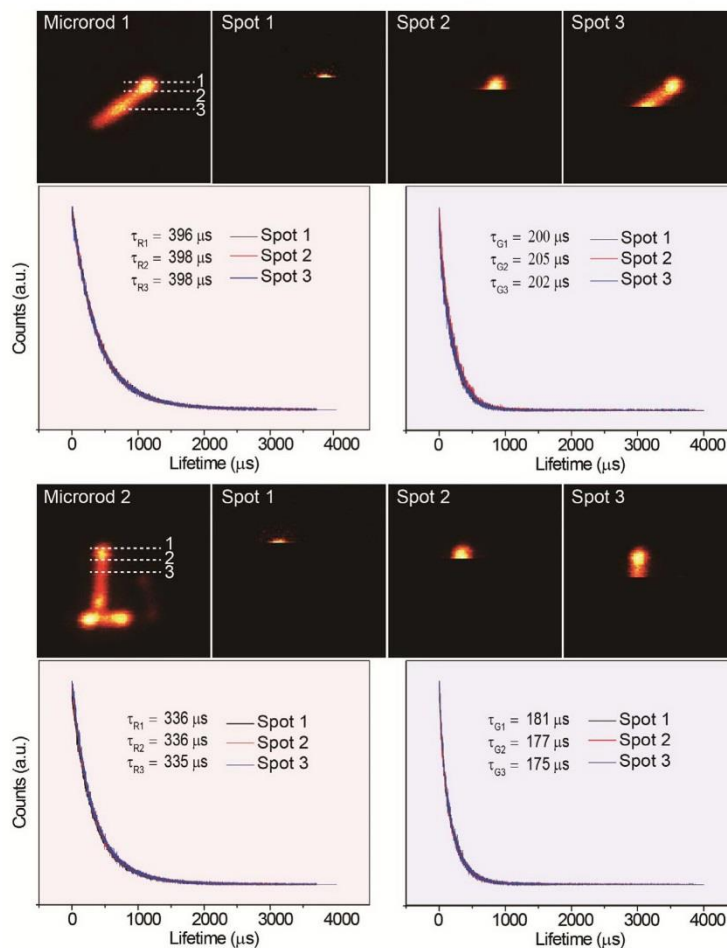 Microrod 1 Spot 1 Spot 2 Spot 3
1
2
3
τR1 = 396 μs Spot 1
τR2 = 398 μs Spot 2
τR3 = 398 μs Spot 3
Counts (a.u.)
0 1000 2000 3000 4000
Lifetime (μs)
τG1 = 200 μs Spot 1
τG2 = 205 μs Spot 2
τG3 = 202 μs Spot 3
0 1000 2000 3000 4000
Lifetime (μs)
Microrod 2 Spot 1 Spot 2 Spot 3
1
2
3
τR1 = 336 μs Spot 1
τR2 = 336 μs Spot 2
τR3 = 335 μs Spot 3
Counts (a.u.)
0 1000 2000 3000 4000
Lifetime (μs)
τG1 = 181 μs Spot 1
τG2 = 177 μs Spot 2
τG3 = 175 μs Spot 3
0 1000 2000 3000 4000
Lifetime (μs)